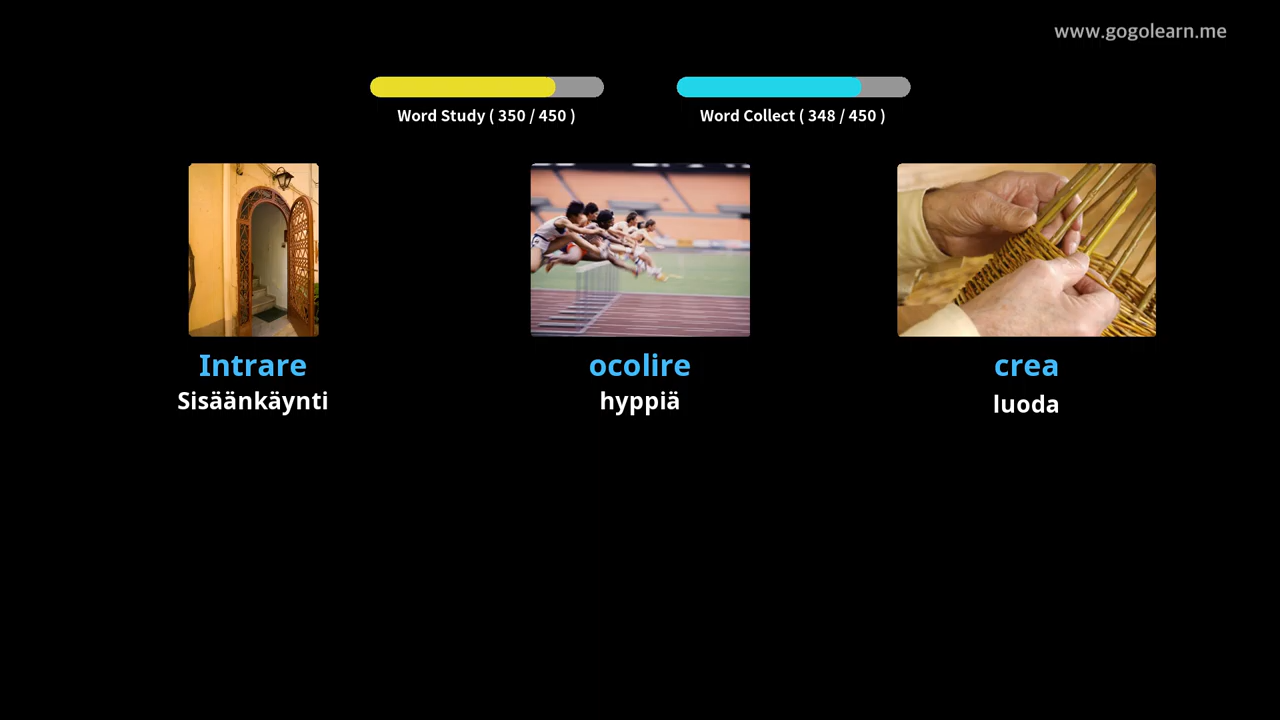 www.gogolearn.me
Word Study ( 350 / 450 )
Word Collect ( 348 / 450 )
Intrare
Sisäänkäynti
ocolire
hyppiä
crea
luoda